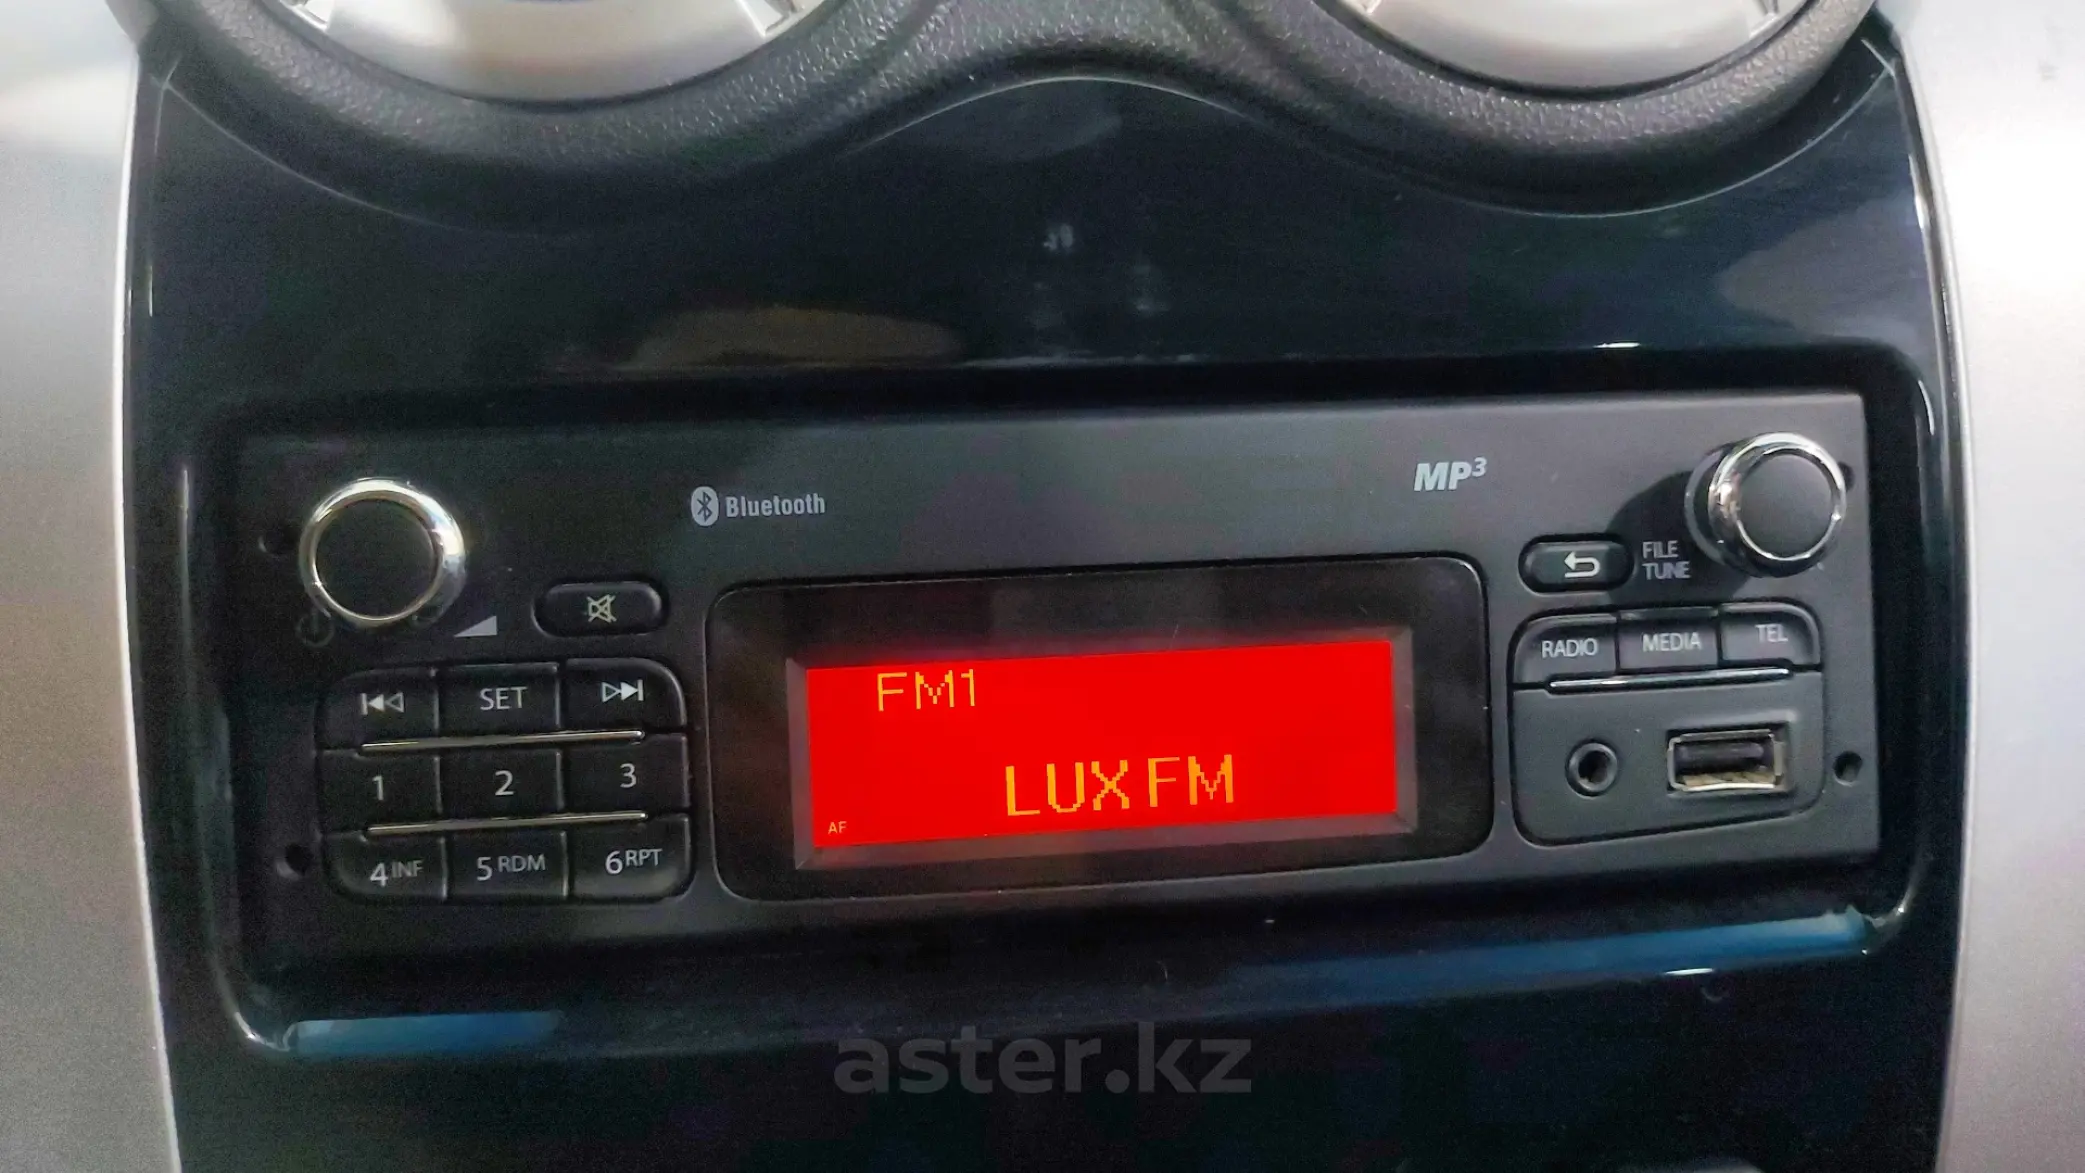 Bluetooth
MP3
FILE
TUNE
RADIO MEDIA TEL
SET
1 2 3
4 INF 5 RDM 6 RPT
FM1
LUX FM
AF
aster.kz